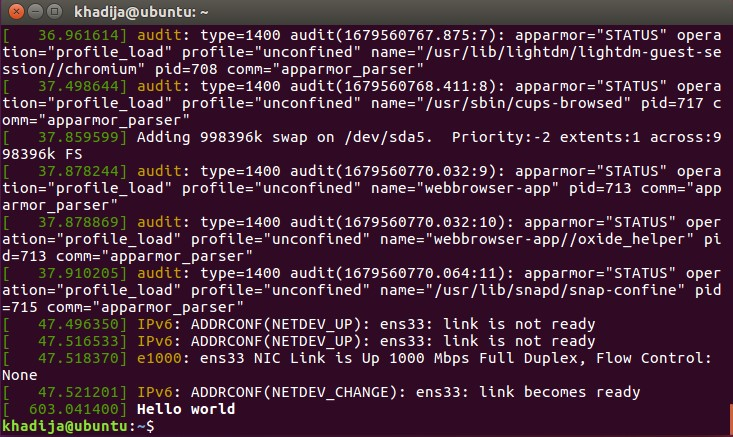 khadija@ubuntu: ~
[   36.961614] audit: type=1400 audit(1679560767.875:7): apparmor="STATUS" opera
tion="profile_load" profile="unconfined" name="/usr/lib/lightdm/lightdm-guest-se
ssion//chromium" pid=708 comm="apparmor_parser"
[   37.498644] audit: type=1400 audit(1679560768.411:8): apparmor="STATUS" opera
tion="profile_load" profile="unconfined" name="/usr/sbin/cups-browsed" pid=717 c
omm="apparmor_parser"
[   37.859599] Adding 998396k swap on /dev/sda5.  Priority:-2 extents:1 across:9
98396k FS
[   37.878244] audit: type=1400 audit(1679560770.032:9): apparmor="STATUS" opera
tion="profile_load" profile="unconfined" name="webbrowser-app" pid=713 comm="app
armor_parser"
[   37.878869] audit: type=1400 audit(1679560770.032:10): apparmor="STATUS" oper
ation="profile_load" profile="unconfined" name="webbrowser-app//oxide_helper" pi
d=713 comm="apparmor_parser"
[   37.910205] audit: type=1400 audit(1679560770.064:11): apparmor="STATUS" oper
ation="profile_load" profile="unconfined" name="/usr/lib/snapd/snap-confine" pid
=715 comm="apparmor_parser"
[   47.496350] IPv6: ADDRCONF(NETDEV_UP): ens33: link is not ready
[   47.516533] IPv6: ADDRCONF(NETDEV_UP): ens33: link is not ready
[   47.518370] e1000: ens33 NIC Link is Up 1000 Mbps Full Duplex, Flow Control:
None
[   47.521201] IPv6: ADDRCONF(NETDEV_CHANGE): ens33: link becomes ready
[  603.041400] Hello world
khadija@ubuntu:~$